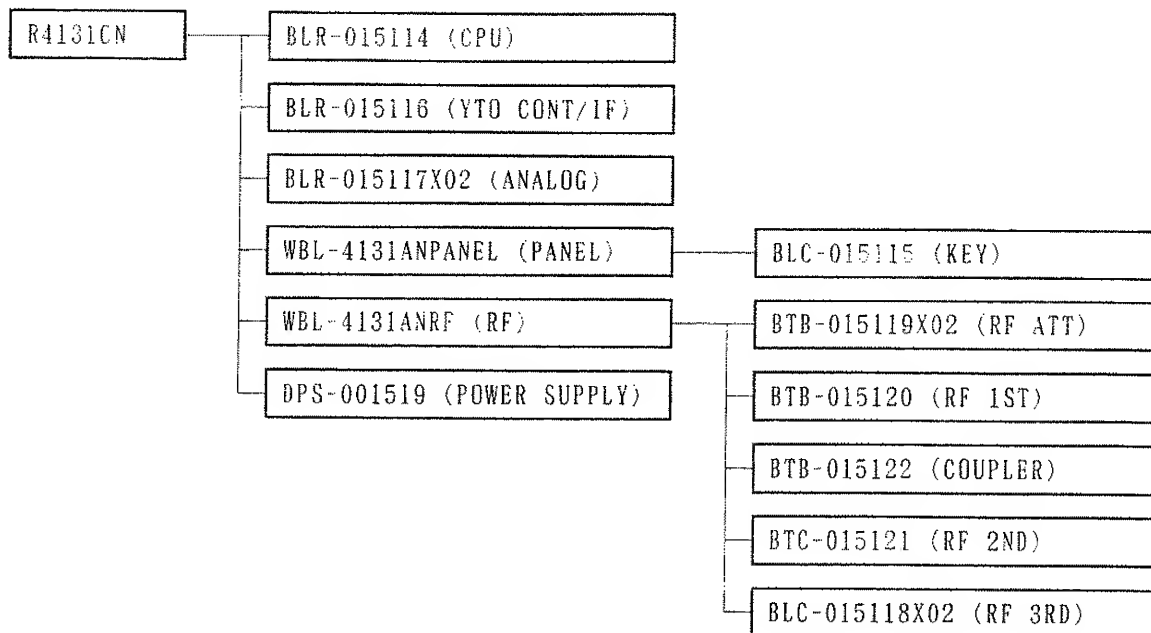 R4131CN
BLR-015114 (CPU)
BLR-015116 (YTO CONT/IF)
BLR-015117X02 (ANALOG)
WBL-4131ANPANEL (PANEL)
BLC-015115 (KEY)
WBL-4131ANRF (RF)
BTB-015119X02 (RF ATT)
DPS-001519 (POWER SUPPLY)
BTB-015120 (RF 1ST)
BTB-015122 (COUPLER)
BTC-015121 (RF 2ND)
BLC-015118X02 (RF 3RD)